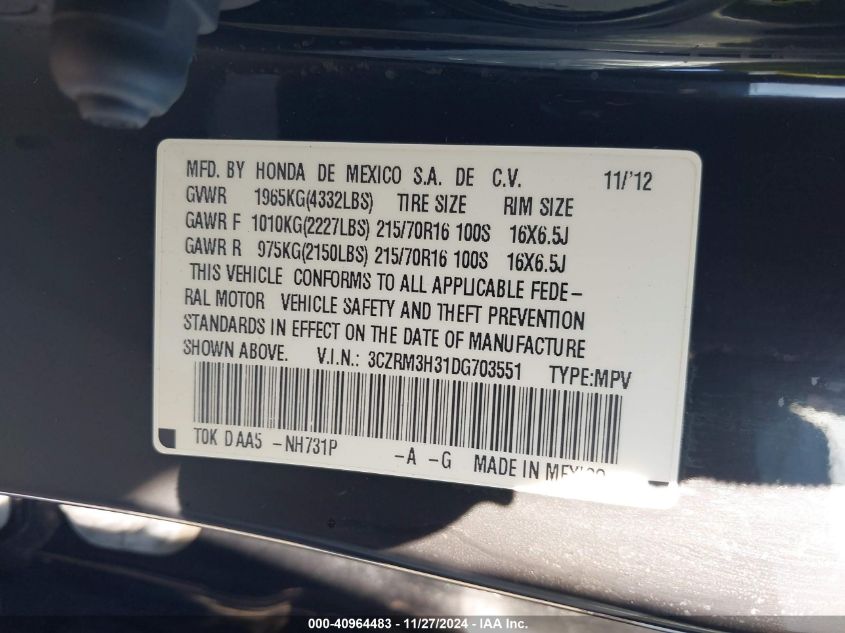 MFD. BY HONDA DE MEXICO S.A. DE C.V. 11/'12
GVWR 1965KG(4332LBS) TIRE SIZE RIM SIZE
GAWR F 1010KG(2227LBS) 215/70R16 100S 16X6.5J
GAWR R 975KG(2150LBS) 215/70R16 100S 16X6.5J
THIS VEHICLE CONFORMS TO ALL APPLICABLE FEDE-
RAL MOTOR VEHICLE SAFETY AND THEFT PREVENTION
STANDARDS IN EFFECT ON THE DATE OF MANUFACTURE
SHOWN ABOVE. V.I.N.: 3CZRM3H31DG703551 TYPE:MPV
TOK D AA5 -NH731P -A -G MADE IN MEXICO
000-40964483 - 11/27/2024 - IAA Inc.